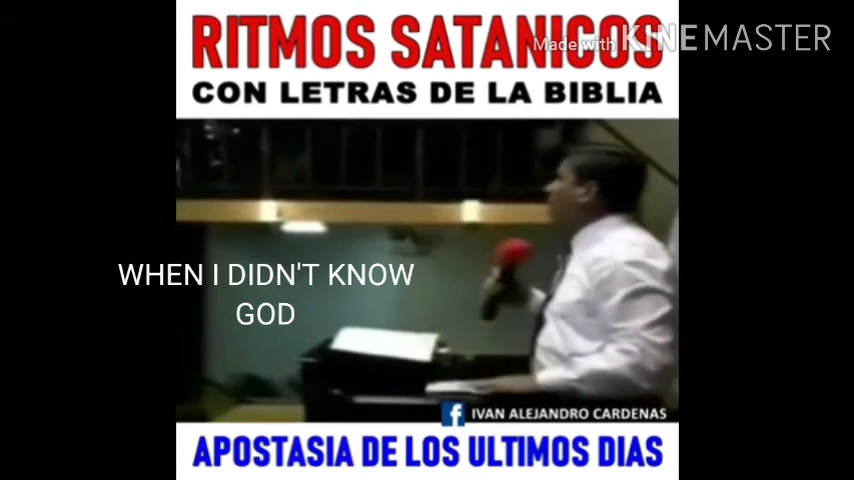 RITMOS SATANICOS
Made with KINEMASTER
CON LETRAS DE LA BIBLIA
WHEN I DIDN'T KNOW
GOD
f IVAN ALEJANDRO CARDENAS
APOSTASIA DE LOS ULTIMOS DIAS